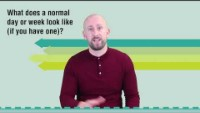 What does a normal
day or week look like
(if you have one)?